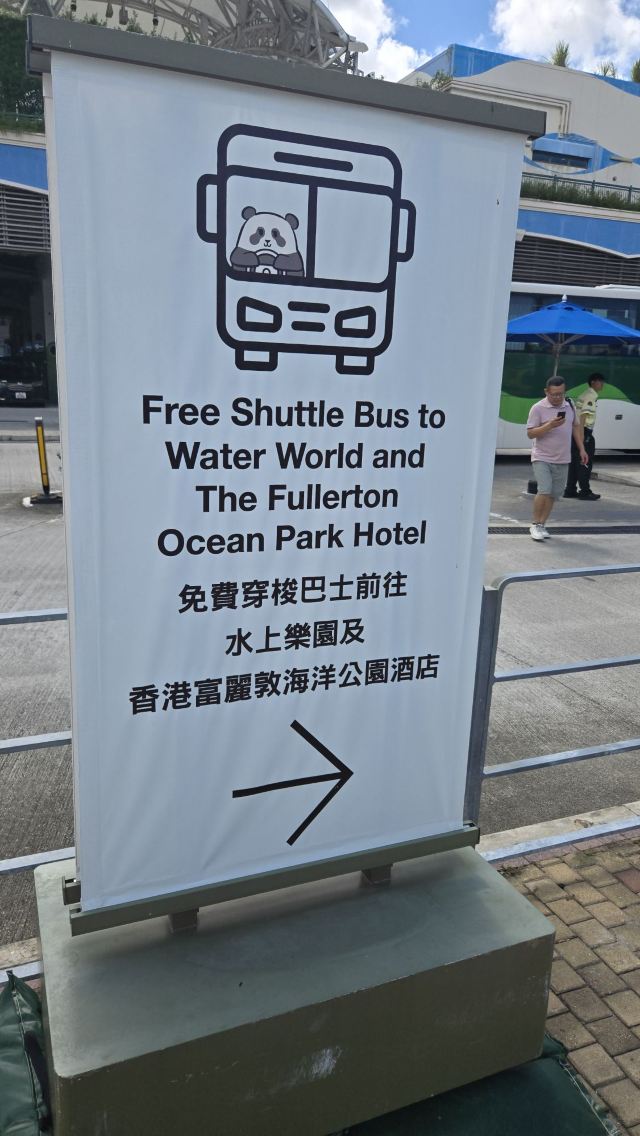 Free Shuttle Bus to
Water World and
The Fullerton
Ocean Park Hotel
免費穿梭巴士前往
水上樂園及
香港富麗敦海洋公園酒店